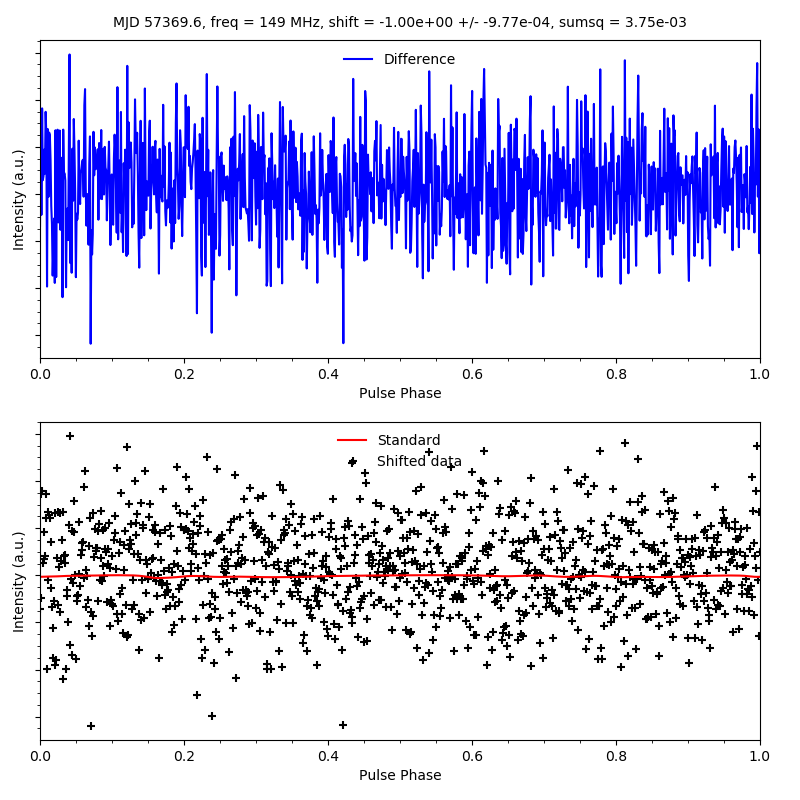 MJD 57369.6, freq = 149 MHz, shift = -1.00e+00 +/- -9.77e-04, sumsq = 3.75e-03
Difference
Intensity (a.u.)
0.0 0.2 0.4 0.6 0.8 1.0
Pulse Phase
Standard
Shifted data
Intensity (a.u.)
0.0 0.2 0.4 0.6 0.8 1.0
Pulse Phase